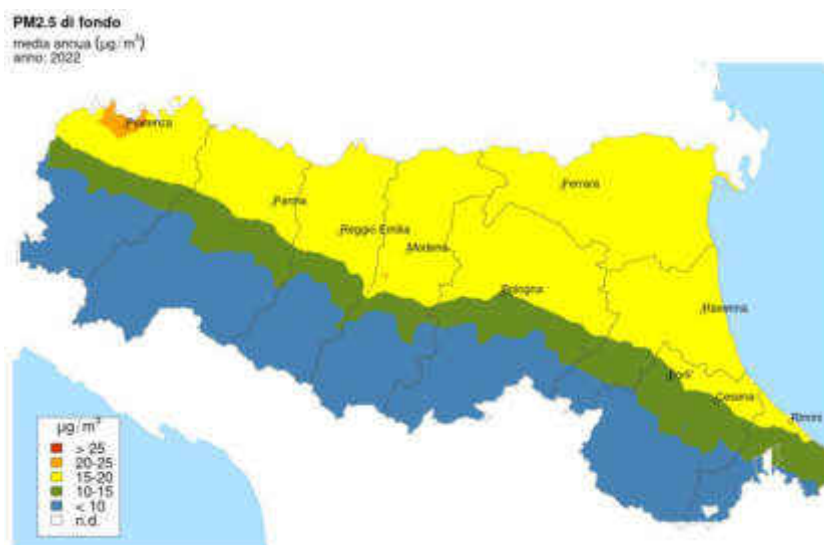 PM2.5 di fondo
media annua (µg/m³)
anno: 2022
Piacenza
Parma
Reggio Emilia
Modena
Ferrara
Bologna
Ravenna
Forlì
Cesena
Rimini
µg/m³
> 25
20-25
15-20
10-15
< 10
n.d.